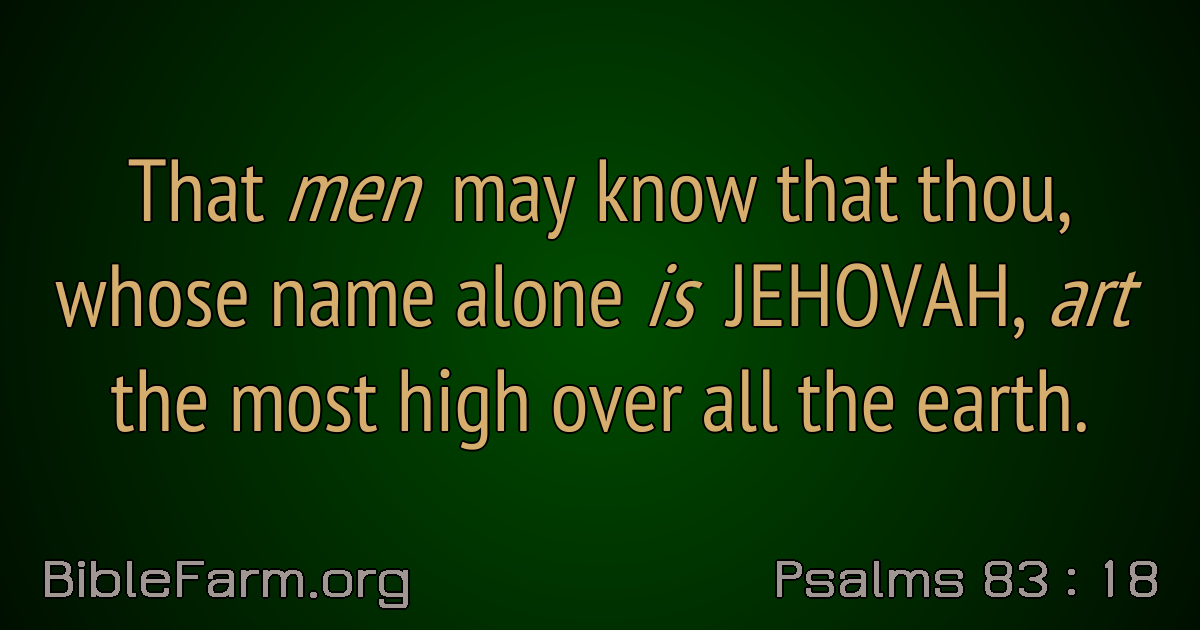 That men may know that thou,
whose name alone is JEHOVAH, art
the most high over all the earth.
BibleFarm.org
Psalms 83 : 18